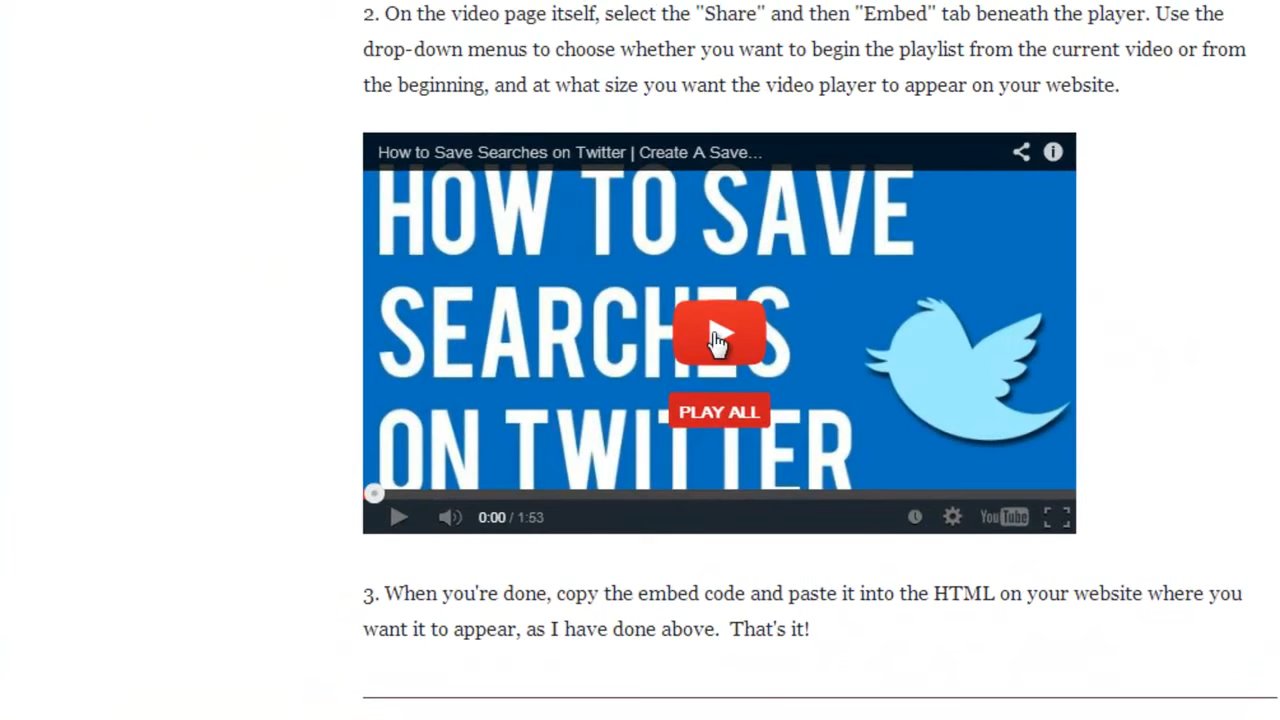 2. On the video page itself, select the "Share" and then "Embed" tab beneath the player. Use the
drop-down menus to choose whether you want to begin the playlist from the current video or from
the beginning, and at what size you want the video player to appear on your website.
How to Save Searches on Twitter | Create A Save...
HOW TO SAVE
SEARCHES
PLAY ALL
ON TWITTER
0:00 / 1:53
YouTube
3. When you're done, copy the embed code and paste it into the HTML on your website where you
want it to appear, as I have done above.  That's it!